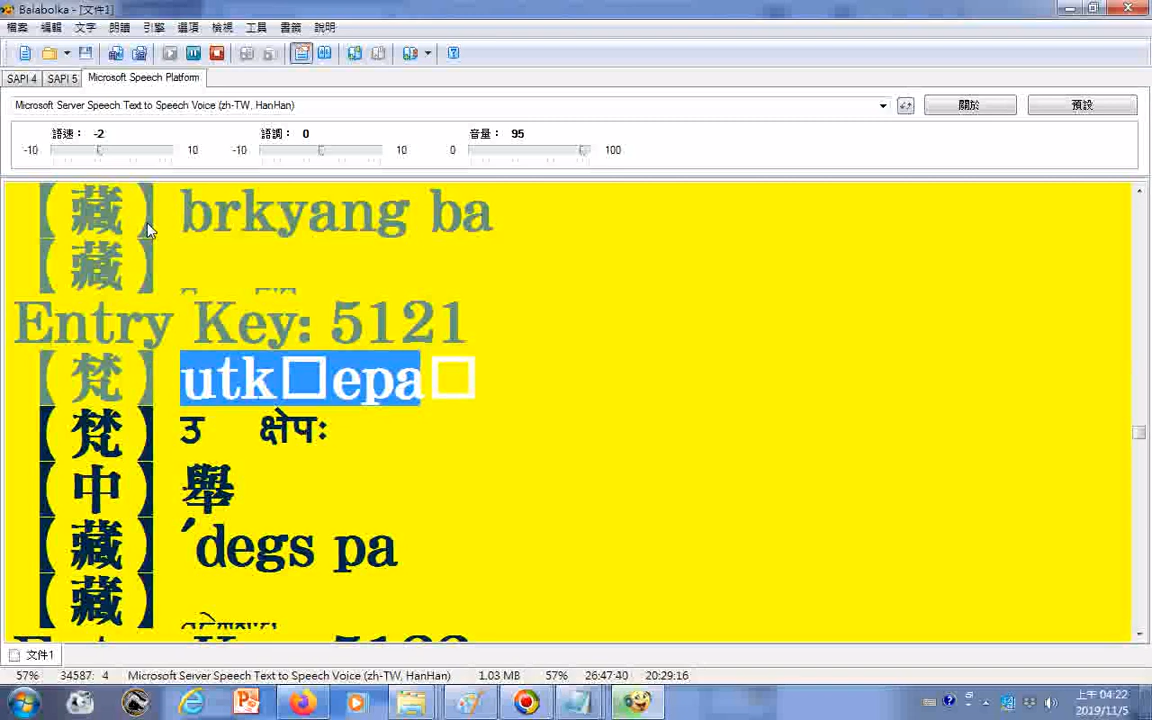 Balabolka - [文件1]
檔案 編輯 文字 朗讀 引擎 選項 檢視 工具 書籤 說明
SAPI 4 SAPI 5 Microsoft Speech Platform
Microsoft Server Speech Text to Speech Voice (zh-TW, HanHan) 關於 預設
語速： -2 語調： 0 音量： 95
-10 10 -10 10 0 100
【藏】 brkyang ba
【藏】
Entry Key: 5121
【梵】 utk□epa□
【梵】 उ क्षेपः
【中】 舉
【藏】 ′degs pa
【藏】
文件1
57% 34587: 4 Microsoft Server Speech Text to Speech Voice (zh-TW, HanHan) 1.03 MB 57% 26:47:40 20:29:16
上午 04:22
2019/11/5